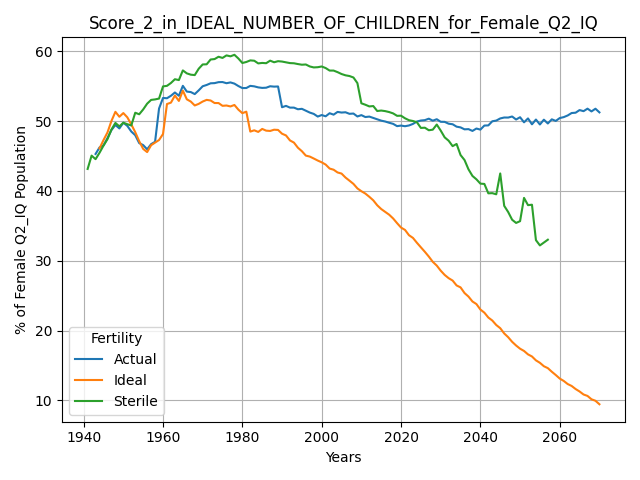 Score_2_in_IDEAL_NUMBER_OF_CHILDREN_for_Female_Q2_IQ
% of Female Q2_IQ Population
60
50
40
30
20
10
Fertility
Actual
Ideal
Sterile
1940 1960 1980 2000 2020 2040 2060
Years